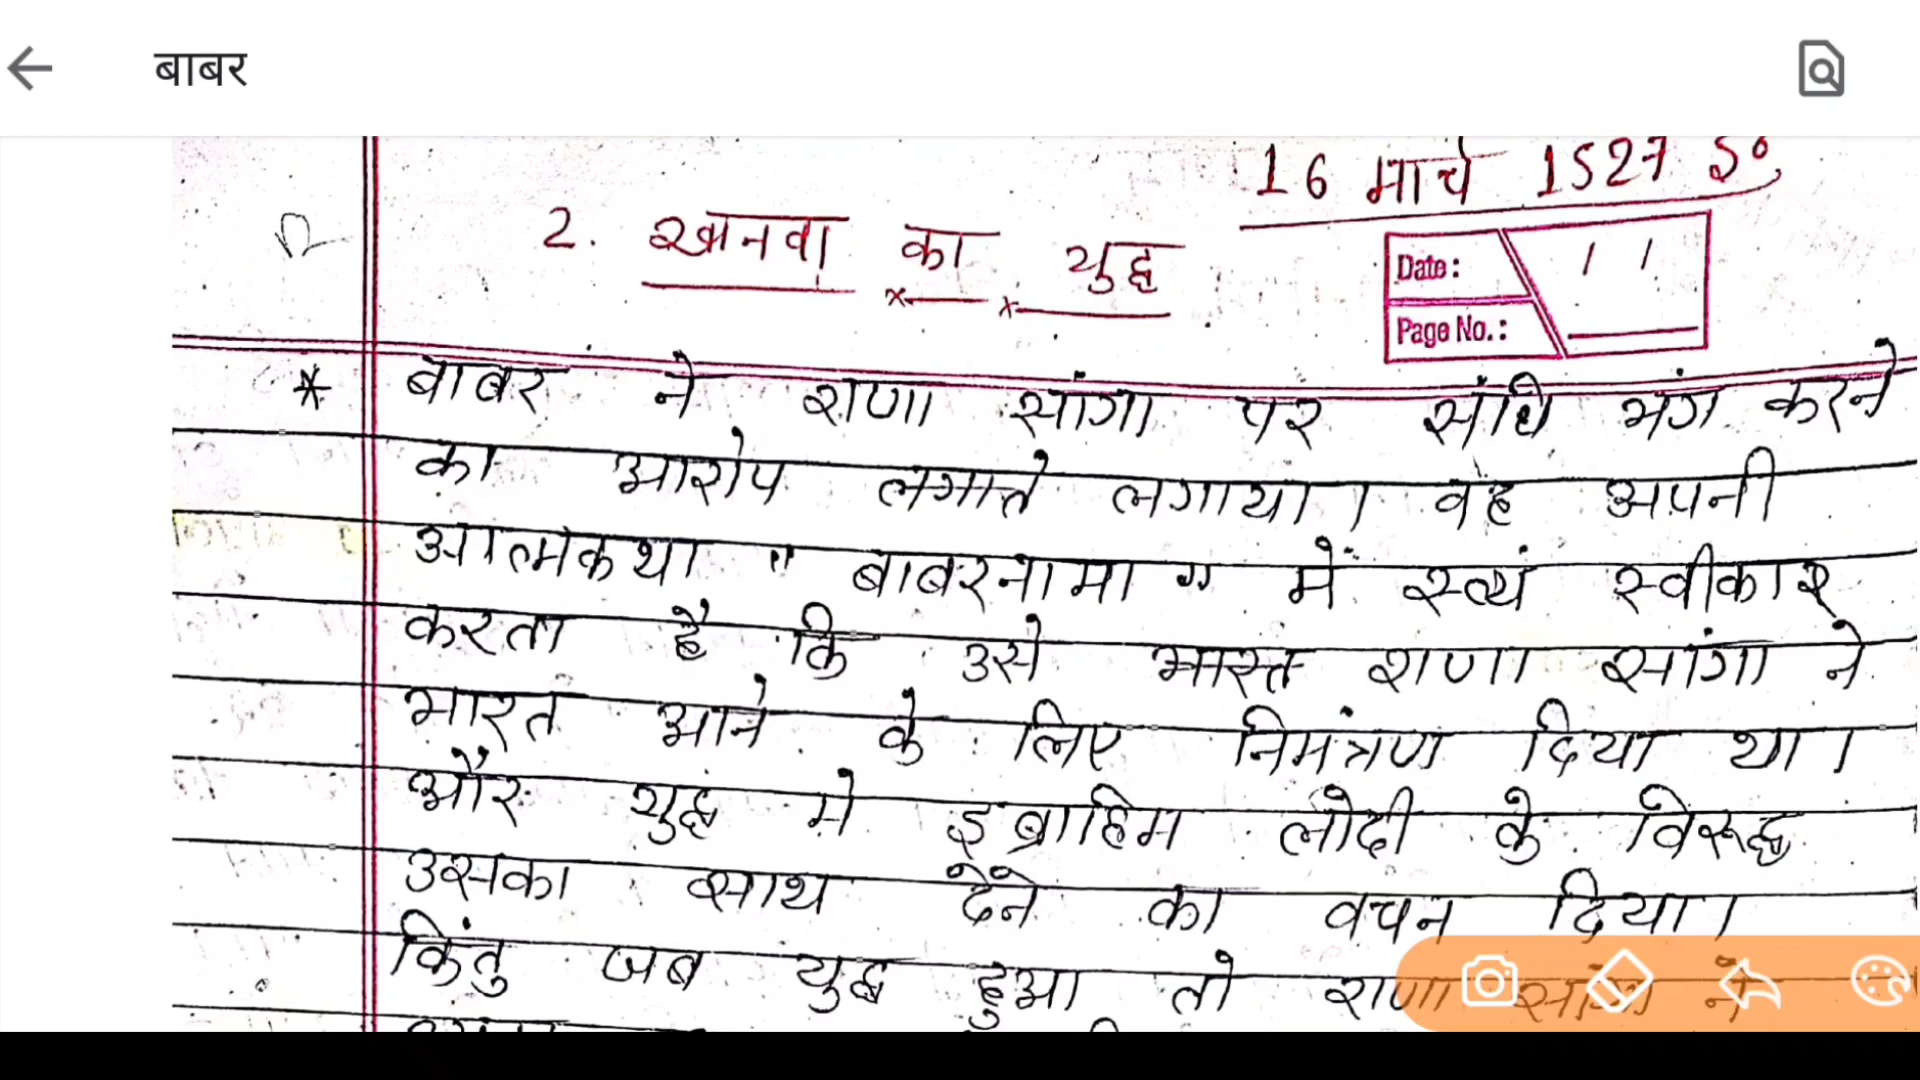 बाबर
16 मार्च 1527 ई०
2. खानवा का युद्ध
Date: / /
Page No.:
* बाबर ने राणा सांगा पर संधि भंग करने
का आरोप लगाते लगाया। वह अपनी
आत्मकथा "बाबरनामा" में स्वयं स्वीकार
करता है कि उसे भारत राणा सांगा ने
भारत आने के लिए निमंत्रण दिया था।
और युद्ध मे इब्राहिम लोदी के विरूद्ध
उसका साथ देने का वचन दिया।
किंतु जब युद्ध हुआ तो राणा सांगा ने